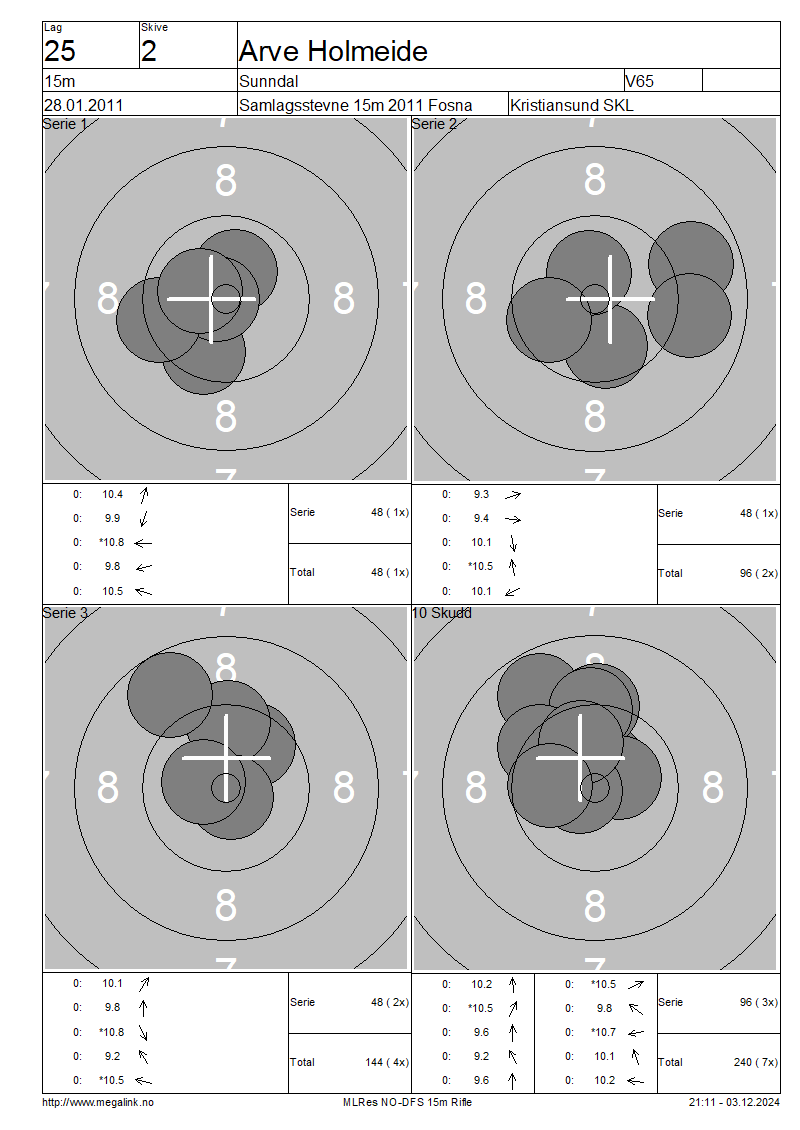 Lag
Skive
25
2
Arve Holmeide
15m
Sunndal
V65
28.01.2011
Samlagsstevne 15m 2011 Fosna
Kristiansund SKL
Serie 1
7
8
7
8
8
8
7
Serie 2
7
8
7
8
8
7
8
7
0: 10.4
0: 9.9
0: *10.8
0: 9.8
0: 10.5
Serie 48 ( 1x)
Total 48 ( 1x)
0: 9.3
0: 9.4
0: 10.1
0: *10.5
0: 10.1
Serie 48 ( 1x)
Total 96 ( 2x)
Serie 3
7
8
7
8
8
8
7
10 Skudd
7
8
7
8
8
7
8
7
0: 10.1
0: 9.8
0: *10.8
0: 9.2
0: *10.5
Serie 48 ( 2x)
Total 144 ( 4x)
0: 10.2
0: *10.5
0: 9.6
0: 9.2
0: 9.6
0: *10.5
0: 9.8
0: *10.7
0: 10.1
0: 10.2
Serie 96 ( 3x)
Total 240 ( 7x)
http://www.megalink.no
MLRes NO-DFS 15m Rifle
21:11 - 03.12.2024